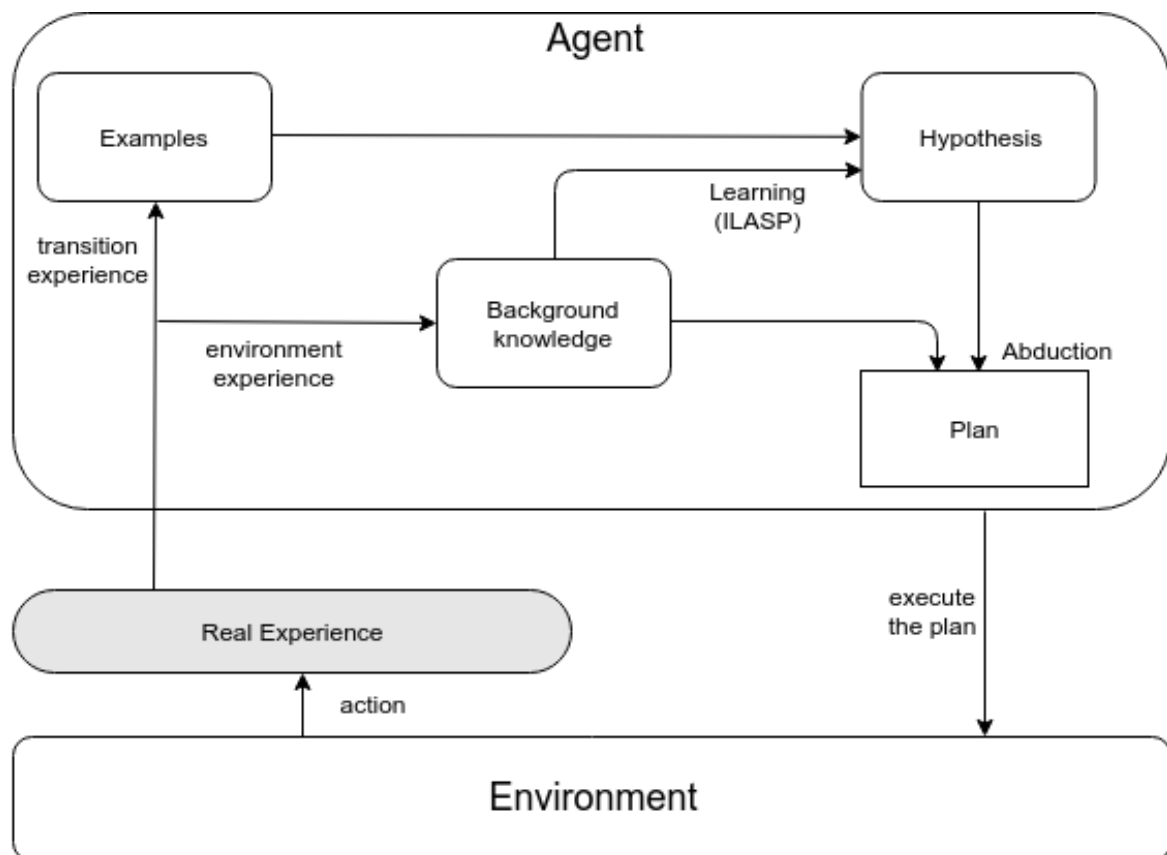 Agent
Examples
Hypothesis
Learning
(ILASP)
transition
experience
Background
knowledge
environment
experience
Abduction
Plan
execute
the plan
Real Experience
action
Environment